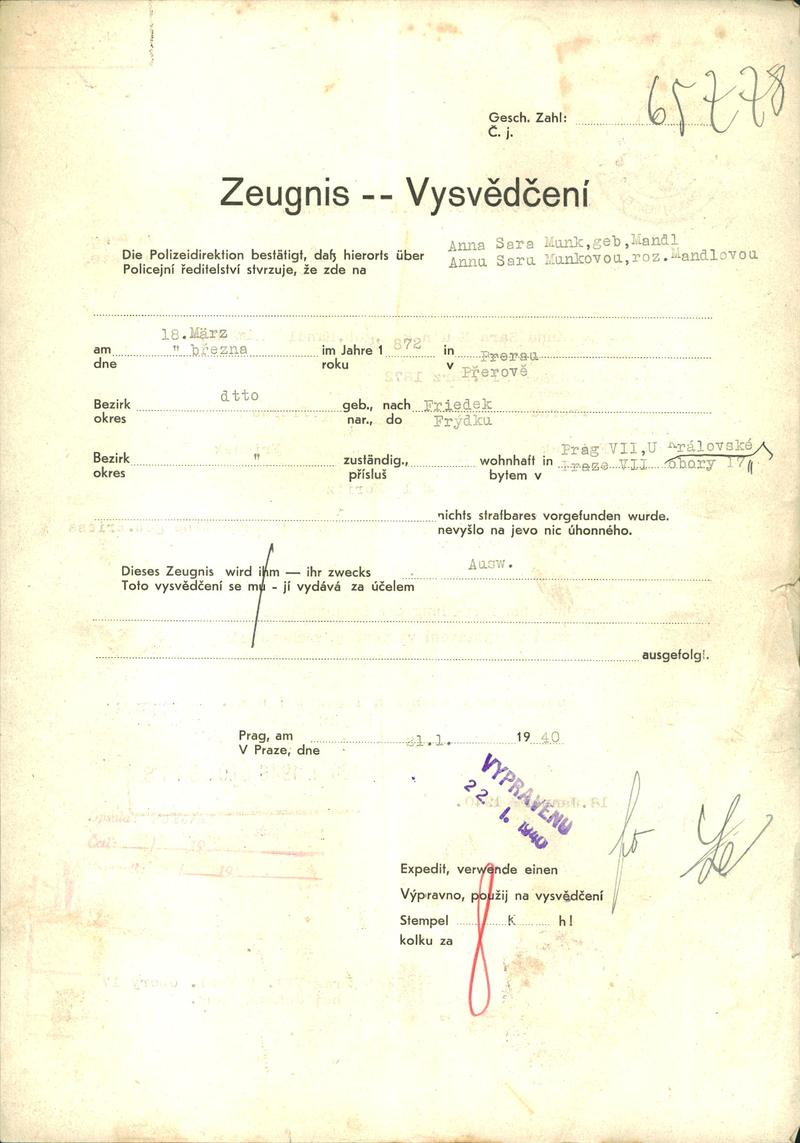 Gesch. Zahl: 65778
Č. j.
Zeugnis -- Vysvědčení
Die Polizeidirektion bestätigt, daß hierorts über Anna Sara Munk,geb,Mandl
Policejní ředitelství stvrzuje, že zde na Annu Saru Munkovou,roz.Mandlovou
18.März
am " března im Jahre 1 872 in Prerau
dne roku v Přerově
Bezirk dtto geb., nach Friedek
okres nar., do Frýdku
Prag VII,U Královské
Bezirk " zuständig., wohnhaft in Praze VII obory 17
okres přísluš bytem v
nichts strafbares vorgefunden wurde.
nevyšlo na jevo nic úhonného.
Dieses Zeugnis wird ihm — ihr zwecks Ausw.
Toto vysvědčení se mu - jí vydává za účelem
ausgefolgt.
Prag, am 21.1. 19 40
V Praze, dne
VYPRAVENO
22 I. 1940
Expedit, verwende einen
Výpravno, použij na vysvědčení
Stempel 8 K h!
kolku za